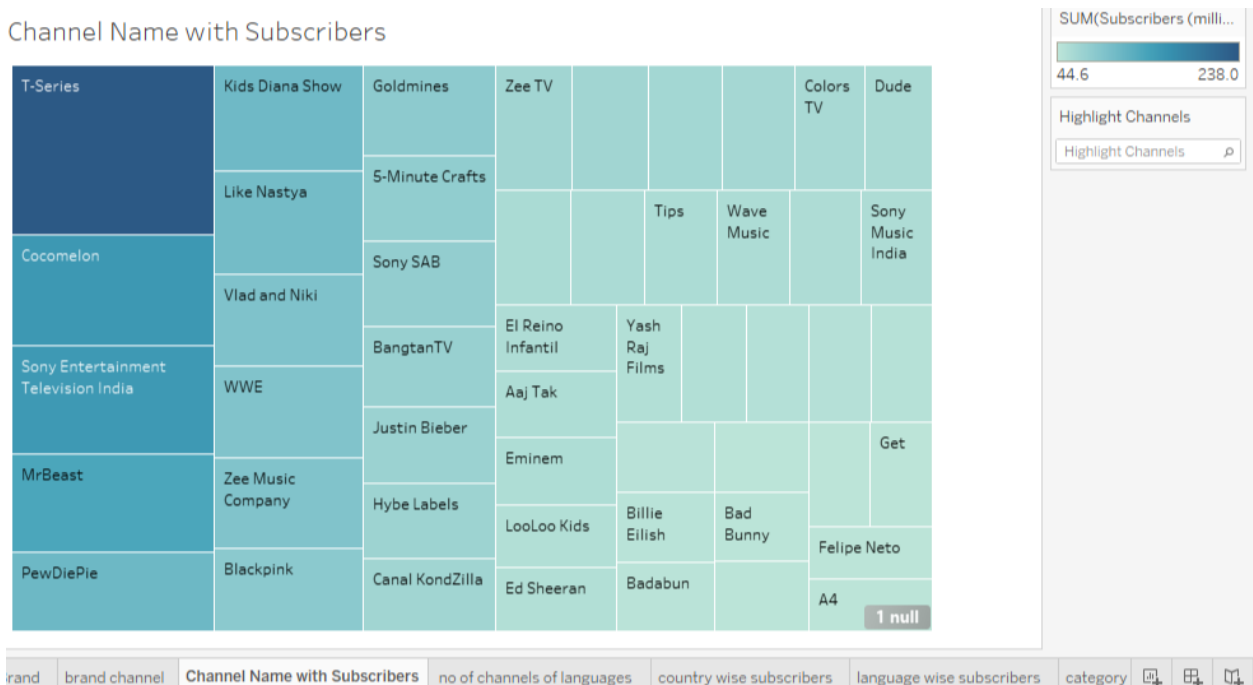 Channel Name with Subscribers
SUM(Subscribers (milli...
44.6 238.0
Highlight Channels
Highlight Channels
T-Series
Cocomelon
Sony Entertainment
Television India
MrBeast
PewDiePie
Kids Diana Show
Like Nastya
Vlad and Niki
WWE
Zee Music
Company
Blackpink
Goldmines
5-Minute Crafts
Sony SAB
BangtanTV
Justin Bieber
Hybe Labels
Canal KondZilla
Zee TV
Colors
TV
Dude
Tips
Wave
Music
Sony
Music
India
El Reino
Infantil
Aaj Tak
Eminem
LooLoo Kids
Ed Sheeran
Yash
Raj
Films
Get
Billie
Eilish
Bad
Bunny
Badabun
Felipe Neto
A4
1 null
brand channel
Channel Name with Subscribers
no of channels of languages
country wise subscribers
language wise subscribers
category